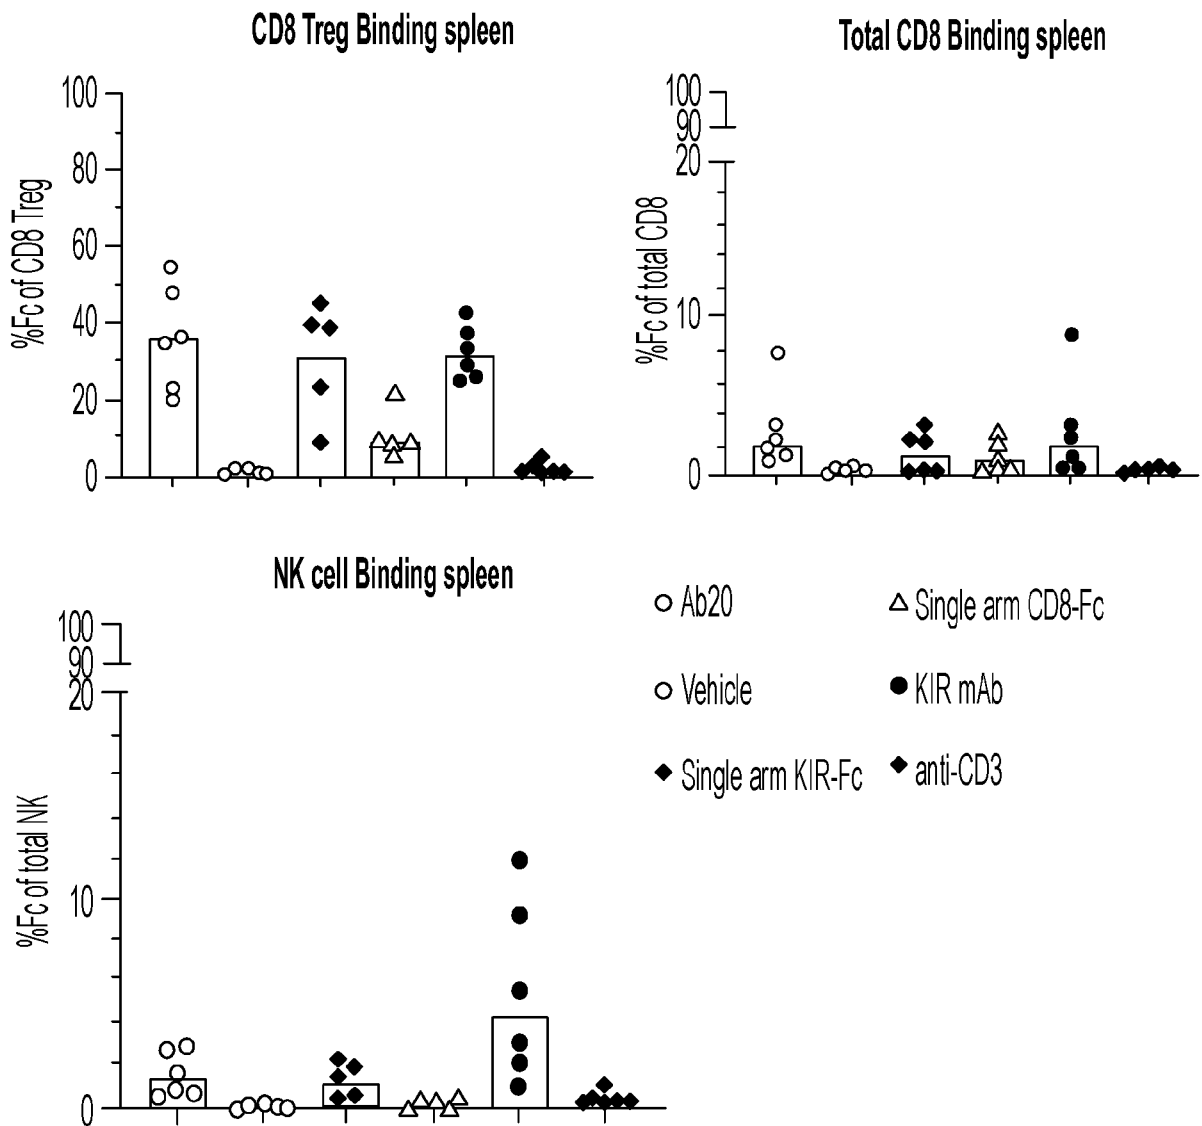 CD8 Treg Binding spleen
%Fc of CD8 Treg
100
80
60
40
20
0
Total CD8 Binding spleen
%Fc of total CD8
100
90
20
10
0
NK cell Binding spleen
%Fc of total NK
100
90
20
10
0
Ab20
Single arm CD8-Fc
Vehicle
KIR mAb
Single arm KIR-Fc
anti-CD3